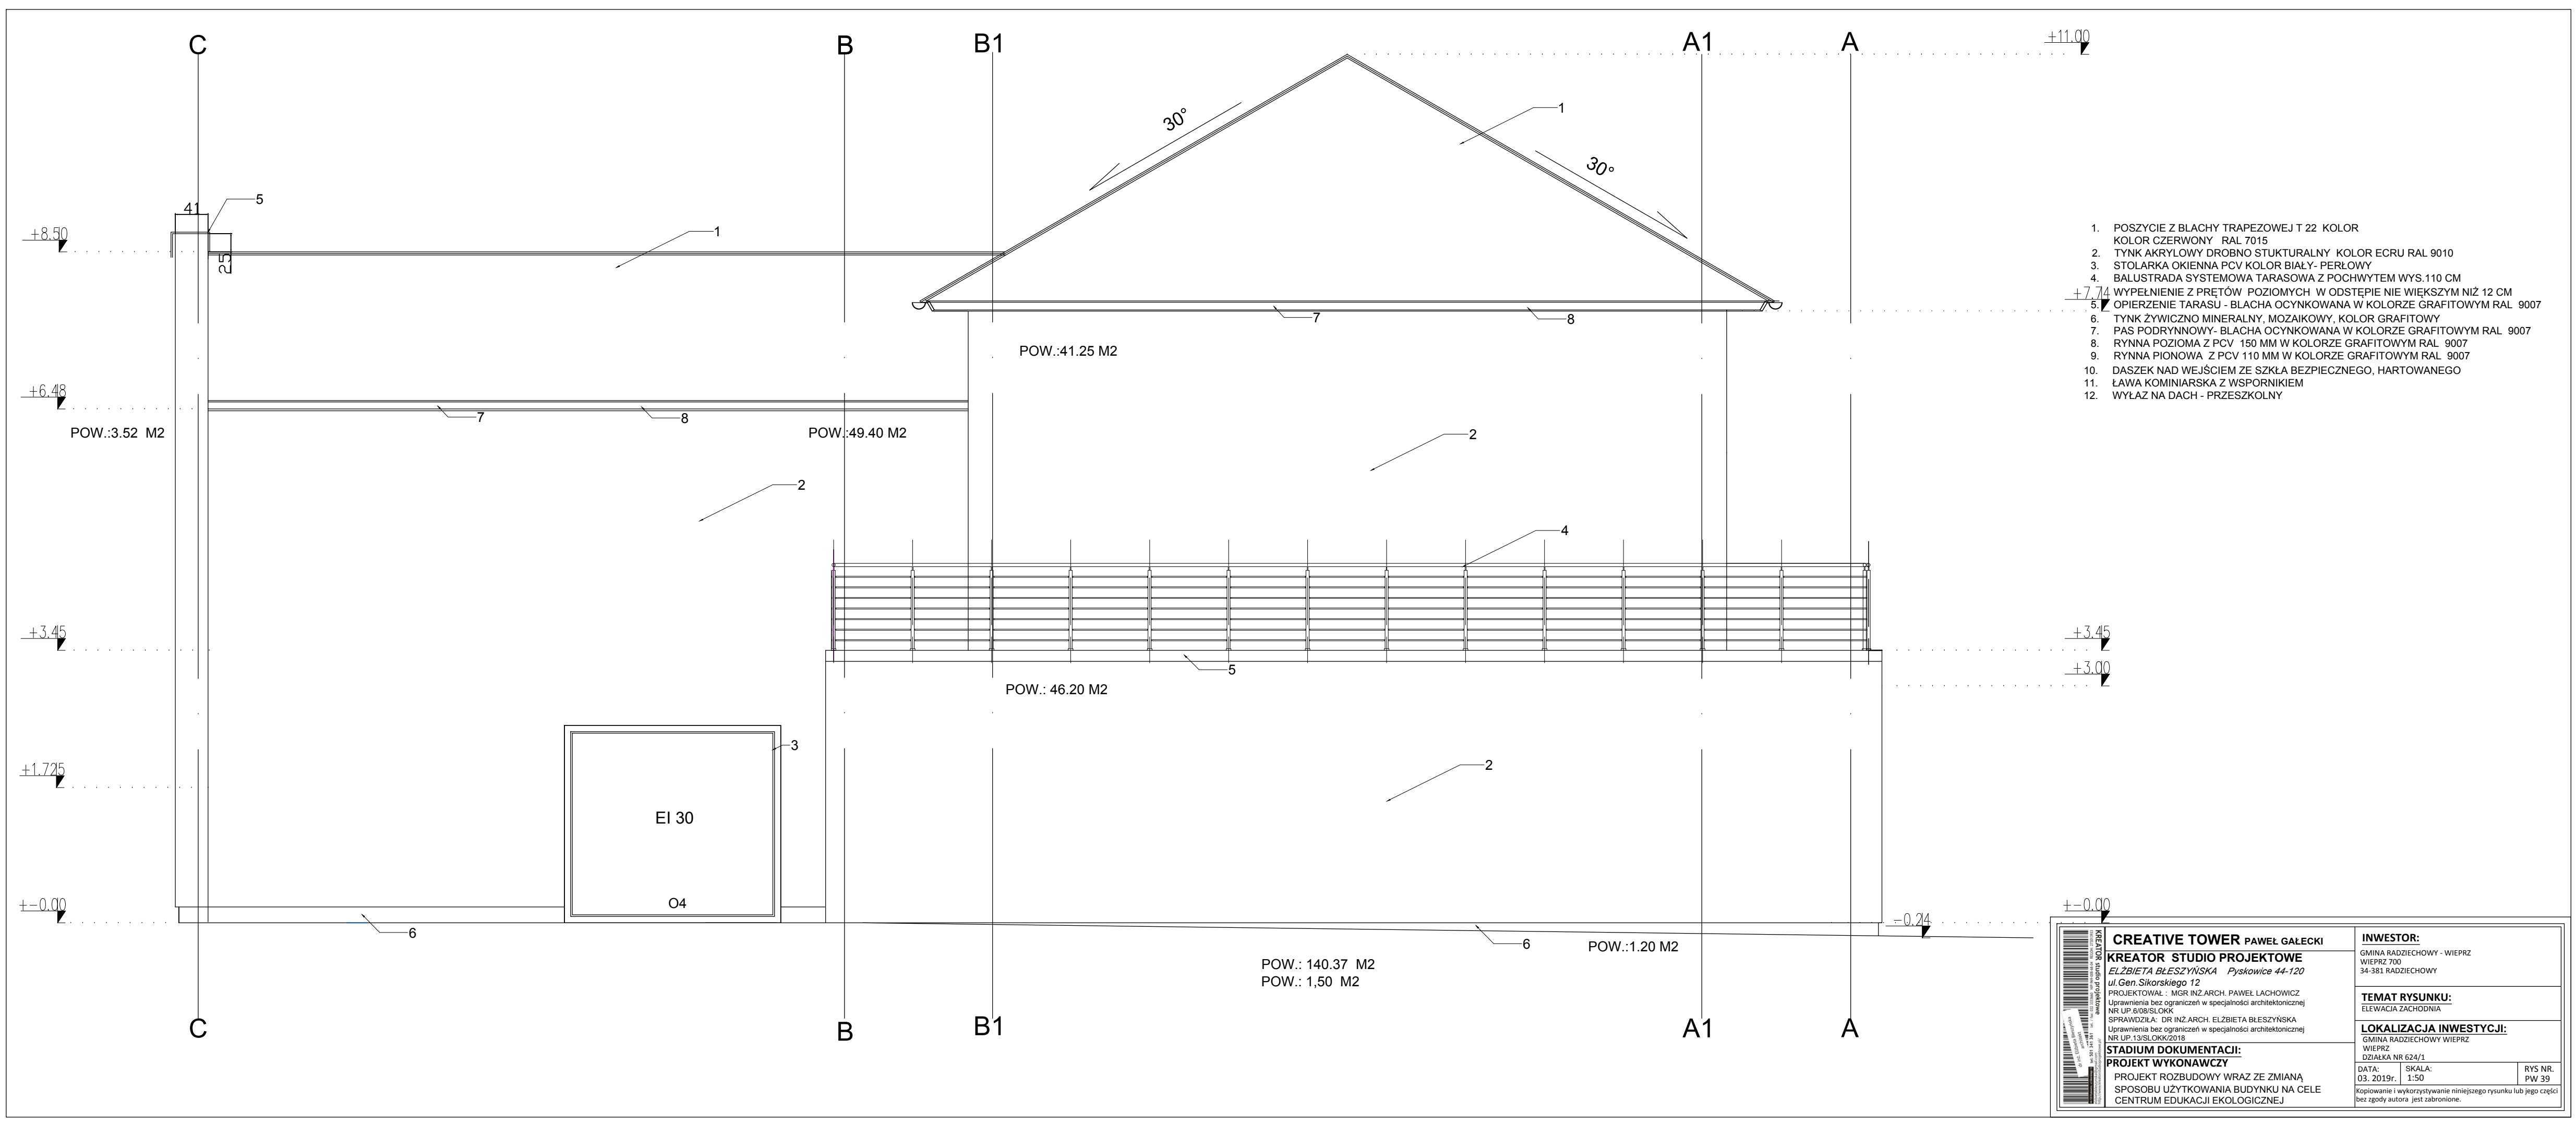 C B B1 A1 A
+11.00
30°
1
30°
41
5
+8.50
1
25
1. POSZYCIE Z BLACHY TRAPEZOWEJ T 22 KOLOR
KOLOR CZERWONY RAL 7015
2. TYNK AKRYLOWY DROBNO STUKTURALNY KOLOR ECRU RAL 9010
3. STOLARKA OKIENNA PCV KOLOR BIAŁY- PERŁOWY
4. BALUSTRADA SYSTEMOWA TARASOWA Z POCHWYTEM WYS.110 CM
WYPEŁNIENIE Z PRĘTÓW POZIOMYCH W ODSTĘPIE NIE WIĘKSZYM NIŻ 12 CM
5. OPIERZENIE TARASU - BLACHA OCYNKOWANA W KOLORZE GRAFITOWYM RAL 9007
6. TYNK ŻYWICZNO MINERALNY, MOZAIKOWY, KOLOR GRAFITOWY
7. PAS PODRYNNOWY- BLACHA OCYNKOWANA W KOLORZE GRAFITOWYM RAL 9007
8. RYNNA POZIOMA Z PCV 150 MM W KOLORZE GRAFITOWYM RAL 9007
9. RYNNA PIONOWA Z PCV 110 MM W KOLORZE GRAFITOWYM RAL 9007
10. DASZEK NAD WEJŚCIEM ZE SZKŁA BEZPIECZNEGO, HARTOWANEGO
11. ŁAWA KOMINIARSKA Z WSPORNIKIEM
12. WYŁAZ NA DACH - PRZESZKOLNY
+7.74
7 8
POW.:41.25 M2
+6.48
7 8
POW.:3.52 M2
POW.:49.40 M2
2
2
4
+3.45
+3.45
+3.00
5
POW.: 46.20 M2
3
2
+1.725
EI 30
O4
+-0.00
+-0.00
-0.24
6
6
POW.:1.20 M2
POW.: 140.37 M2
POW.: 1,50 M2
C B B1 A1 A
KREATOR studio projektowe
CREATIVE TOWER PAWEŁ GAŁECKI
KREATOR STUDIO PROJEKTOWE
ELŻBIETA BŁESZYŃSKA Pyskowice 44-120
ul.Gen.Sikorskiego 12
PROJEKTOWAŁ : MGR INŻ.ARCH. PAWEŁ LACHOWICZ
Uprawnienia bez ograniczeń w specjalności architektonicznej
NR UP.6/08/SLOKK
SPRAWDZIŁA: DR INŻ.ARCH. ELŻBIETA BŁESZYŃSKA
Uprawnienia bez ograniczeń w specjalności architektonicznej
NR UP.13/SLOKK/2018
STADIUM DOKUMENTACJI:
PROJEKT WYKONAWCZY
PROJEKT ROZBUDOWY WRAZ ZE ZMIANĄ
SPOSOBU UŻYTKOWANIA BUDYNKU NA CELE
CENTRUM EDUKACJI EKOLOGICZNEJ
INWESTOR:
GMINA RADZIECHOWY - WIEPRZ
WIEPRZ 700
34-381 RADZIECHOWY
TEMAT RYSUNKU:
ELEWACJA ZACHODNIA
LOKALIZACJA INWESTYCJI:
GMINA RADZIECHOWY WIEPRZ
WIEPRZ
DZIAŁKA NR 624/1
DATA: SKALA: RYS NR.
03. 2019r. 1:50 PW 39
Kopiowanie i wykorzystywanie niniejszego rysunku lub jego części
bez zgody autora jest zabronione.